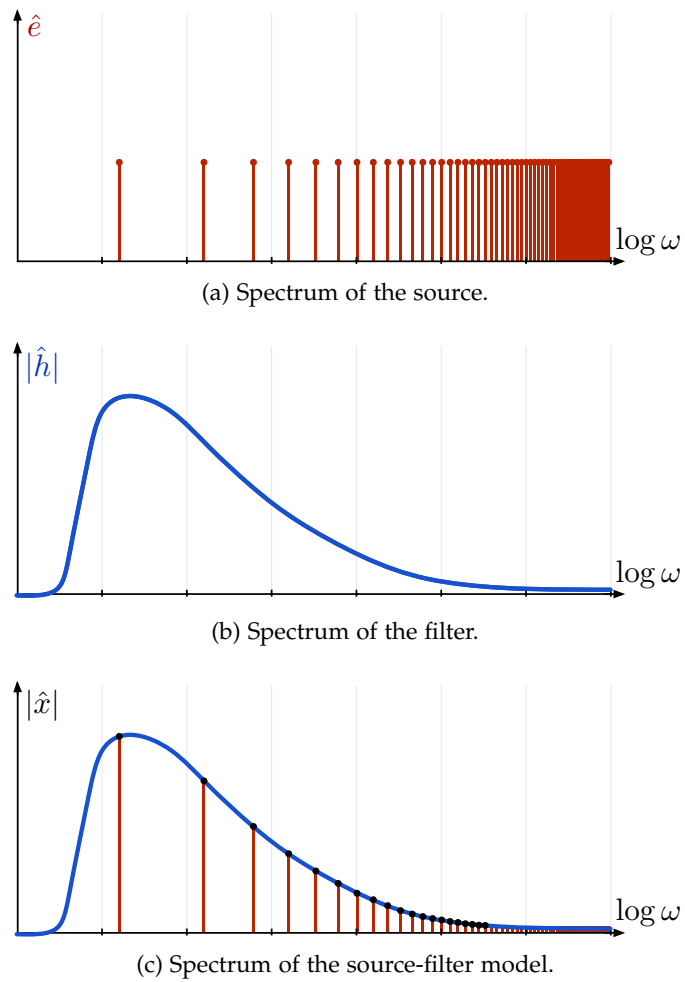 ê
log ω
(a) Spectrum of the source.
|ĥ|
log ω
(b) Spectrum of the filter.
|x̂|
log ω
(c) Spectrum of the source-filter model.